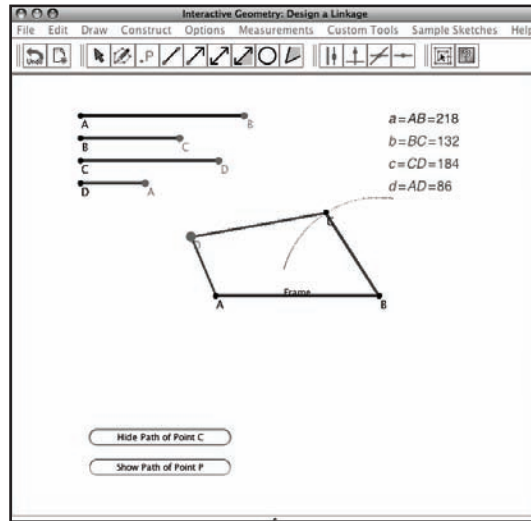 Interactive Geometry: Design a Linkage
File Edit Draw Construct Options Measurements Custom Tools Sample Sketches Help
Undo .P
A B
B C
C D
D A
a=AB=218
b=BC=132
c=CD=184
d=AD=86
D C
Frame
A B
Hide Path of Point C
Show Path of Point P